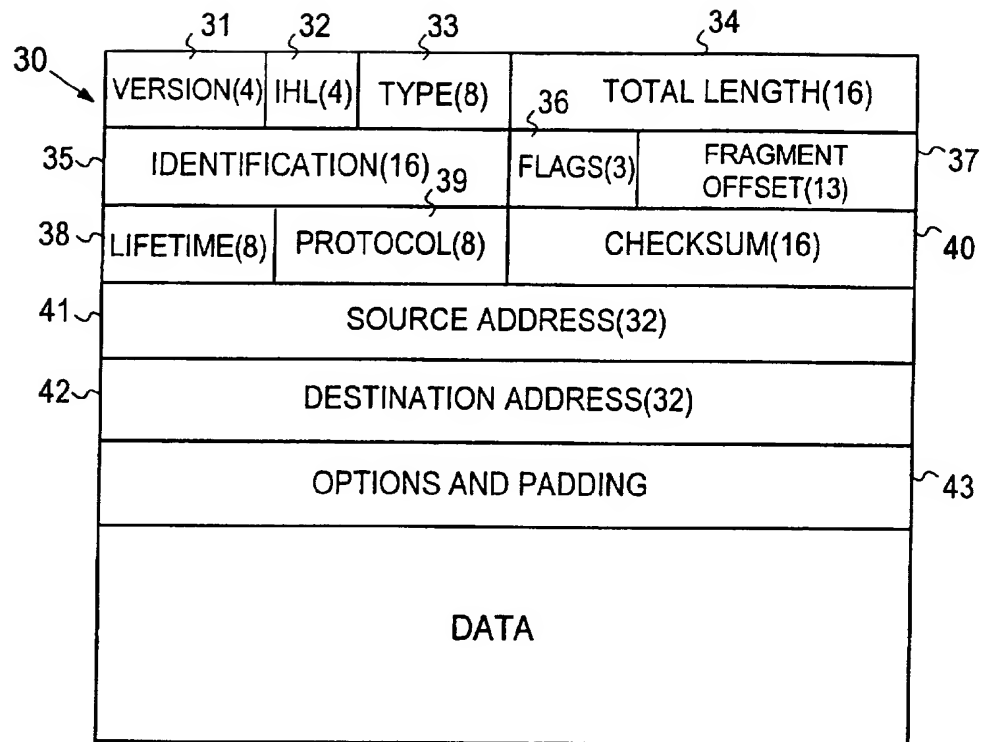 31 32 33 34
30
VERSION(4) IHL(4) TYPE(8) TOTAL LENGTH(16)
36
35 IDENTIFICATION(16) FLAGS(3) FRAGMENT OFFSET(13) 37
39
38 LIFETIME(8) PROTOCOL(8) CHECKSUM(16) 40
41 SOURCE ADDRESS(32)
42 DESTINATION ADDRESS(32)
OPTIONS AND PADDING 43
DATA